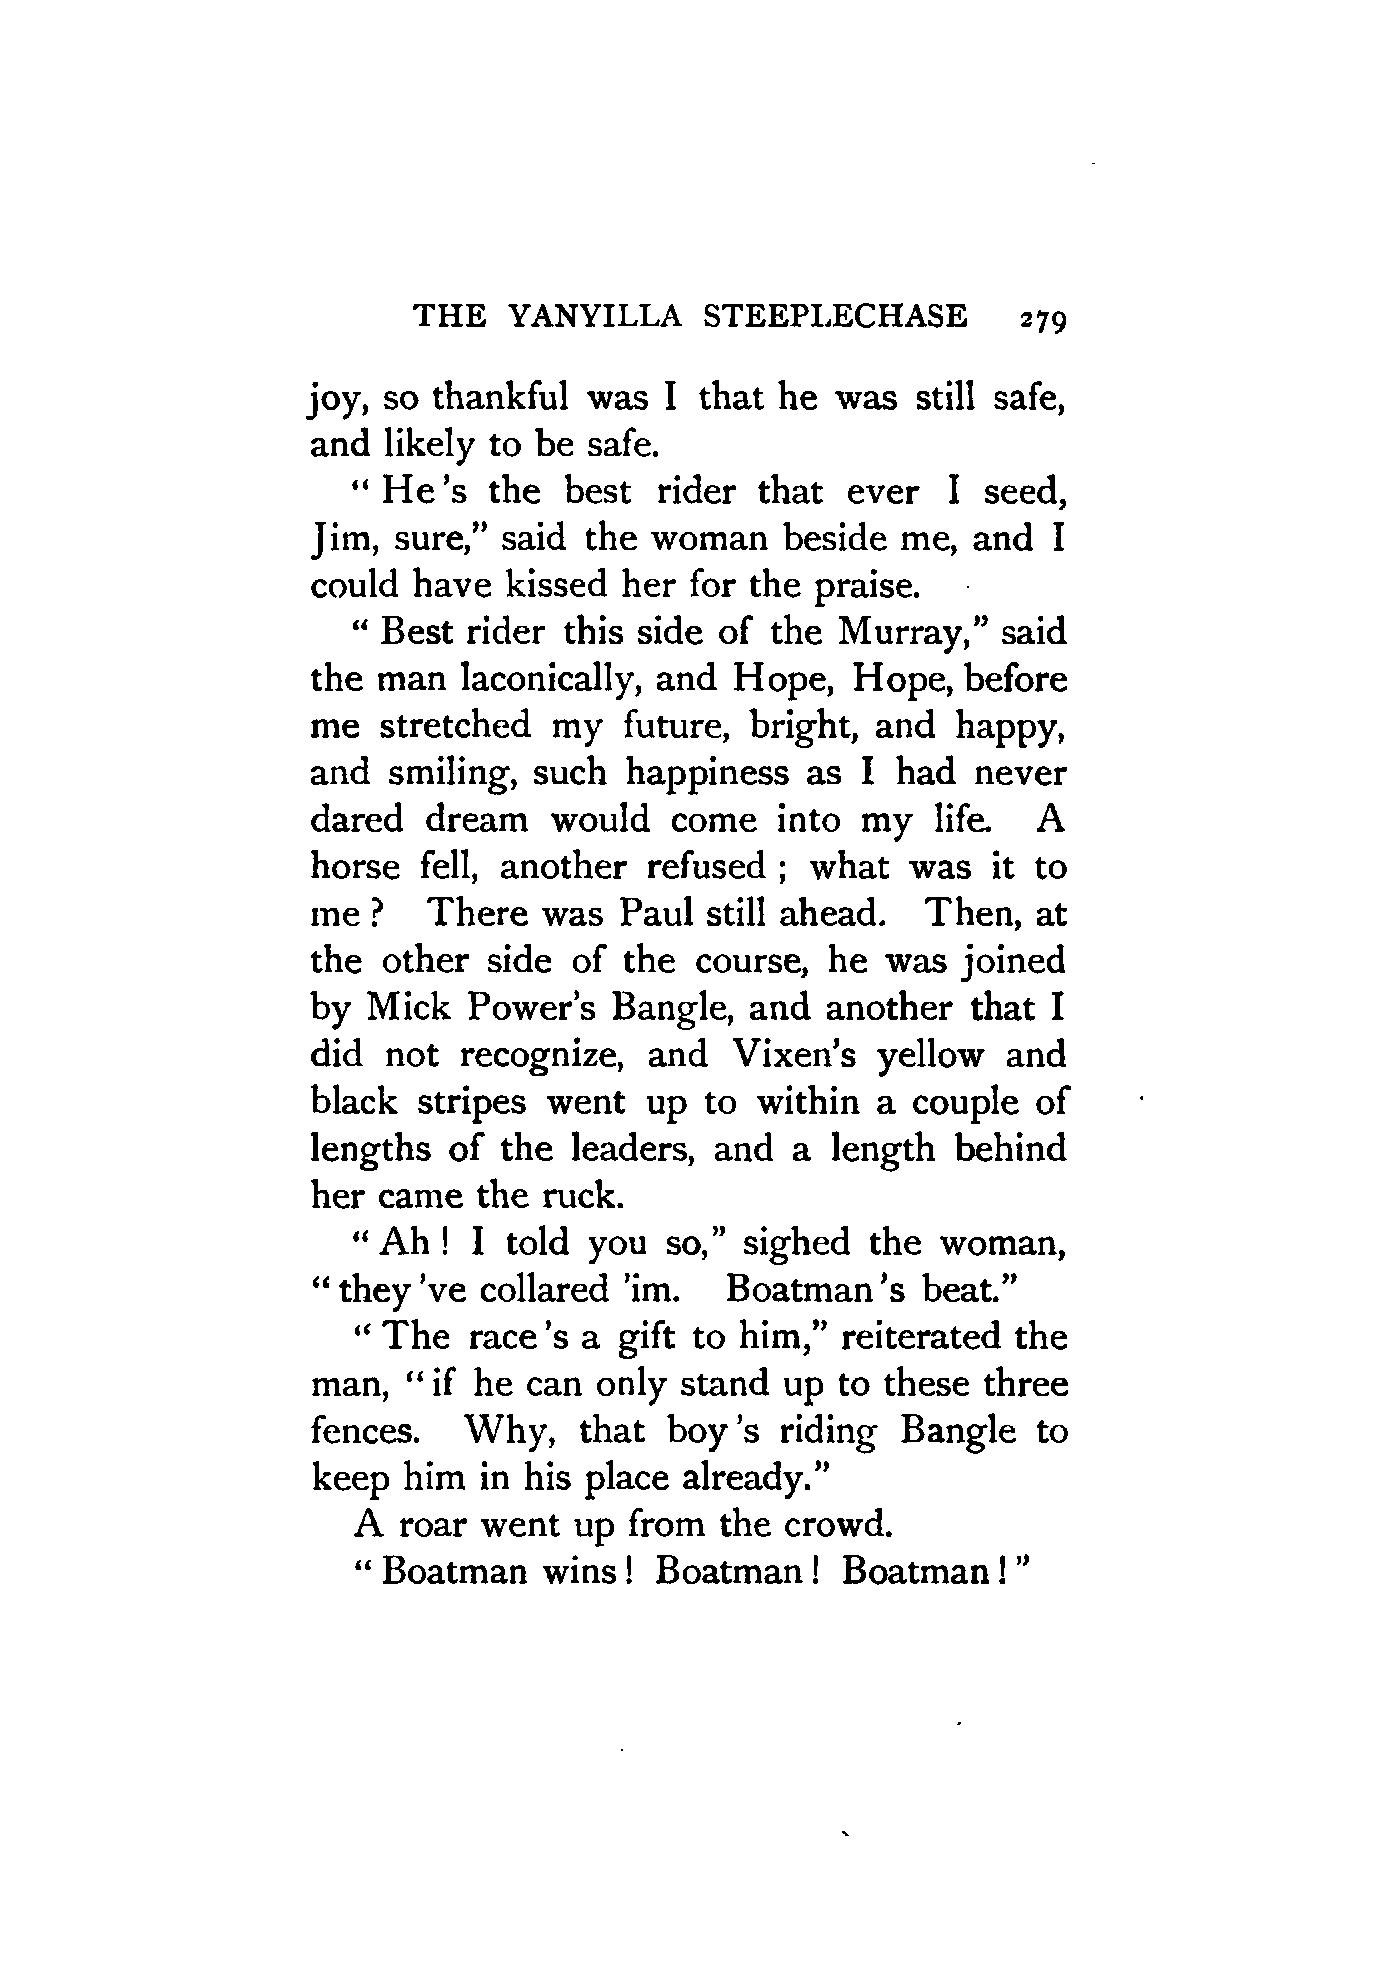 THE YANYILLA STEEPLECHASE 279
joy, so thankful was I that he was still safe,
and likely to be safe.
“ He 's the best rider that ever I seed,
Jim, sure,” said the woman beside me, and I
could have kissed her for the praise.
“ Best rider this side of the Murray,” said
the man laconically, and Hope, Hope, before
me stretched my future, bright, and happy,
and smiling, such happiness as I had never
dared dream would come into my life. A
horse fell, another refused ; what was it to
me ? There was Paul still ahead. Then, at
the other side of the course, he was joined
by Mick Power's Bangle, and another that I
did not recognize, and Vixen's yellow and
black stripes went up to within a couple of
lengths of the leaders, and a length behind
her came the ruck.
“ Ah ! I told you so,” sighed the woman,
“ they 've collared 'im. Boatman 's beat.”
“ The race 's a gift to him,” reiterated the
man, “ if he can only stand up to these three
fences. Why, that boy 's riding Bangle to
keep him in his place already.”
A roar went up from the crowd.
“ Boatman wins ! Boatman ! Boatman ! ”